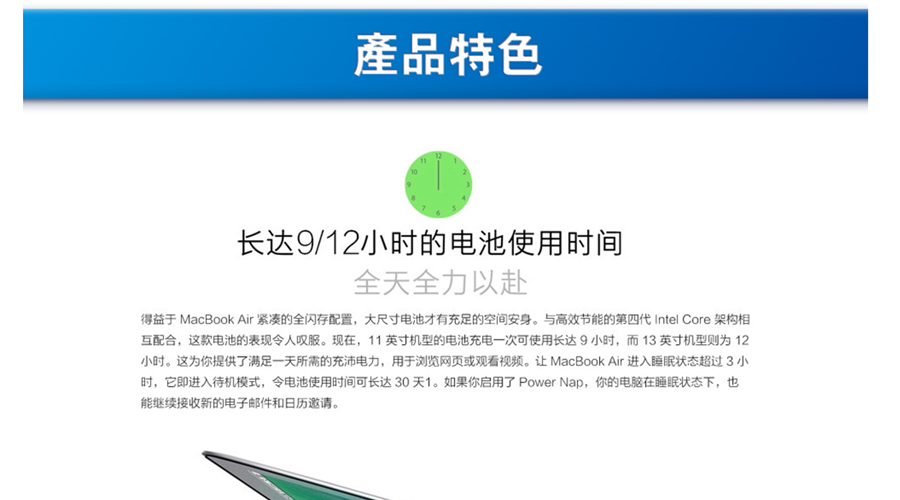 產品特色
12
11
1
10
2
9
3
8
4
7
5
6
长达9/12小时的电池使用时间
全天全力以赴
得益于 MacBook Air 紧凑的全闪存配置，大尺寸电池才有充足的空间安身。与高效节能的第四代 Intel Core 架构相
互配合，这款电池的表现令人叹服。现在，11 英寸机型的电池充电一次可使用长达 9 小时，而 13 英寸机型则为 12
小时。这为你提供了满足一天所需的充沛电力，用于浏览网页或观看视频。让 MacBook Air 进入睡眠状态超过 3 小
时，它即进入待机模式，令电池使用时间可长达 30 天1。如果你启用了 Power Nap，你的电脑在睡眠状态下，也
能继续接收新的电子邮件和日历邀请。